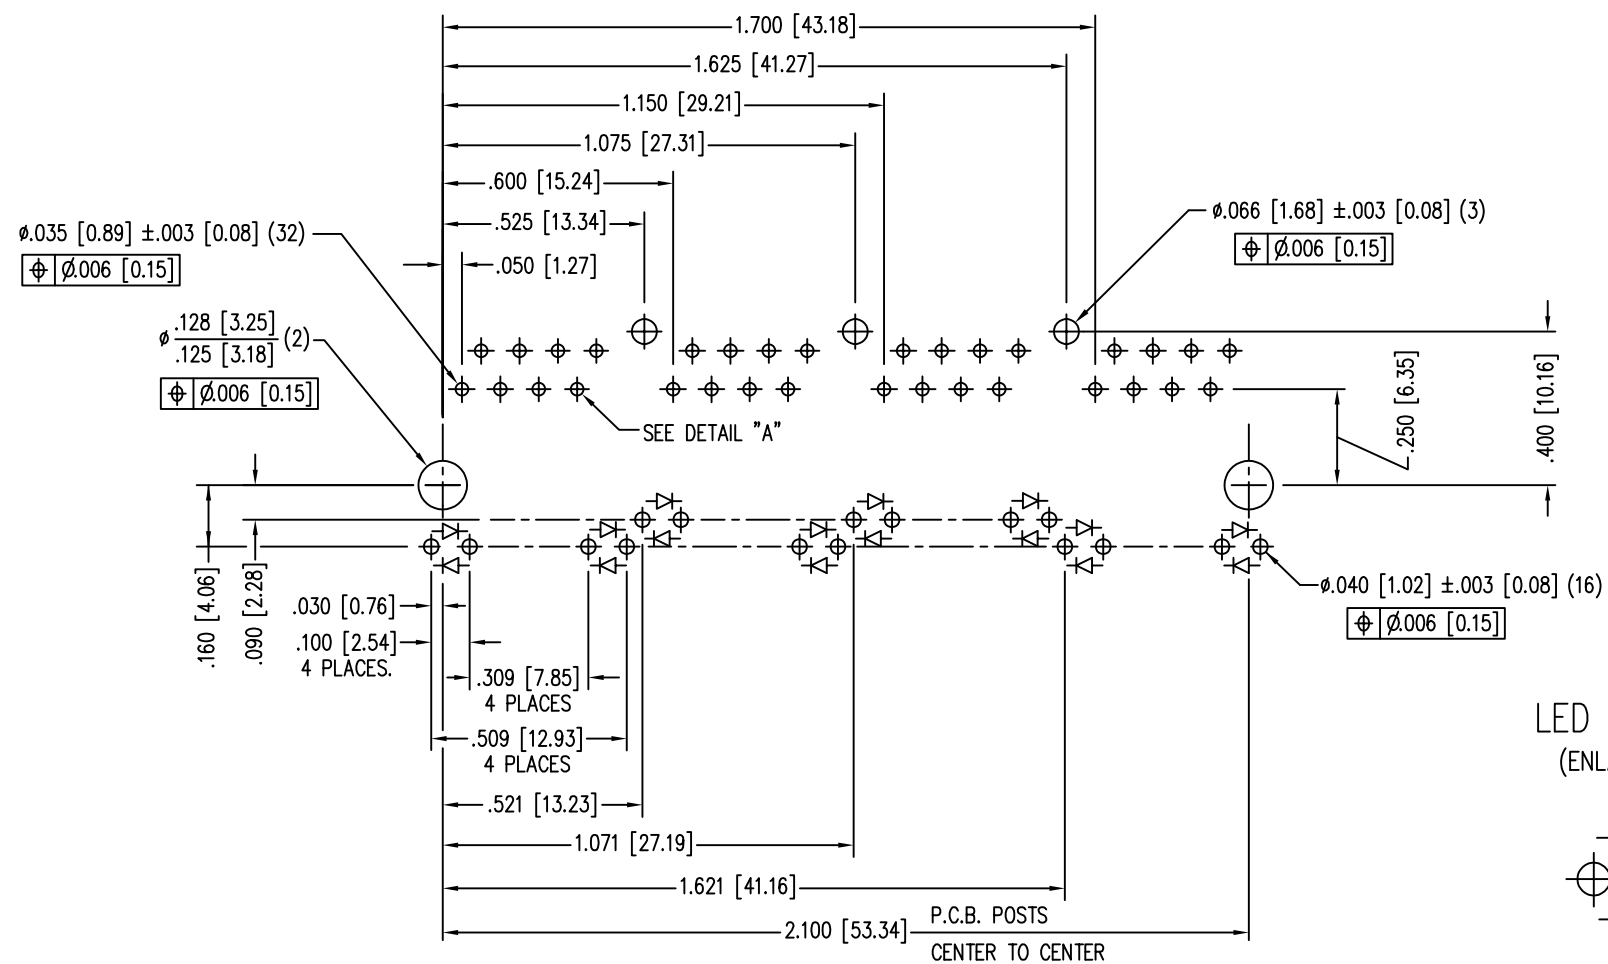 1.700 [43.18]
1.625 [41.27]
1.150 [29.21]
1.075 [27.31]
.600 [15.24]
.525 [13.34]
.050 [1.27]
ø.035 [0.89] ±.003 [0.08] (32)
⌖ Ø.006 [0.15]
ø .128 [3.25]
.125 [3.18] (2)
⌖ Ø.006 [0.15]
ø.066 [1.68] ±.003 [0.08] (3)
⌖ Ø.006 [0.15]
SEE DETAIL "A"
.250 [6.35]
.400 [10.16]
.160 [4.06]
.090 [2.28]
.030 [0.76]
.100 [2.54]
4 PLACES.
.309 [7.85]
4 PLACES
.509 [12.93]
4 PLACES
.521 [13.23]
1.071 [27.19]
1.621 [41.16]
2.100 [53.34]
P.C.B. POSTS
CENTER TO CENTER
ø.040 [1.02] ±.003 [0.08] (16)
⌖ Ø.006 [0.15]
LED
(ENL.